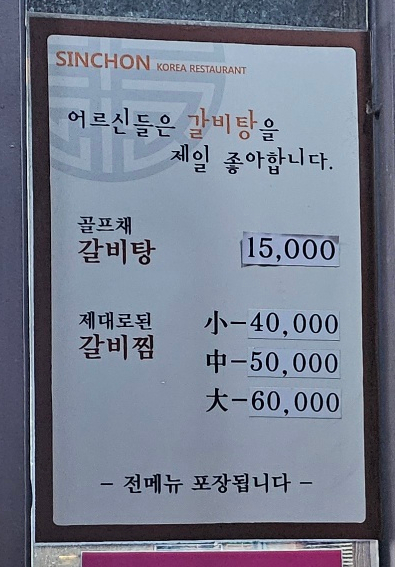 SINCHON KOREA RESTAURANT
어르신들은 갈비탕을
제일 좋아합니다.
골프채
갈비탕 15,000
제대로된 小-40,000
갈비찜 中-50,000
大-60,000
- 전메뉴 포장됩니다 -